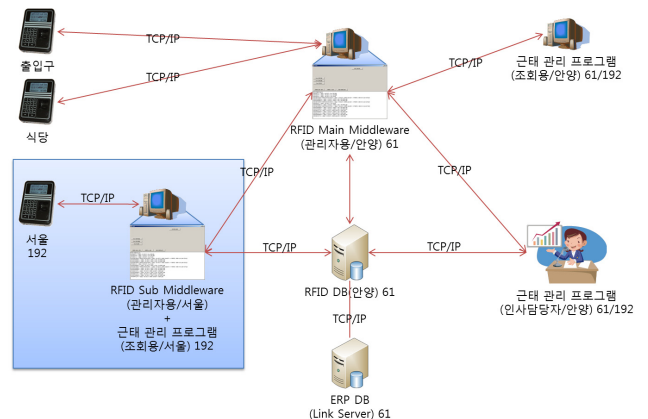 TCP/IP
출입구
TCP/IP
식당
TCP/IP
근태 관리 프로그램
(조회용/안양) 61/192
RFID Main Middleware
(관리자용/안양) 61
TCP/IP
TCP/IP
TCP/IP
서울
192
RFID Sub Middleware
(관리자용/서울)
+
근태 관리 프로그램
(조회용/서울) 192
TCP/IP
RFID DB(안양) 61
TCP/IP
근태 관리 프로그램
(인사담당자/안양) 61/192
TCP/IP
ERP DB
(Link Server) 61